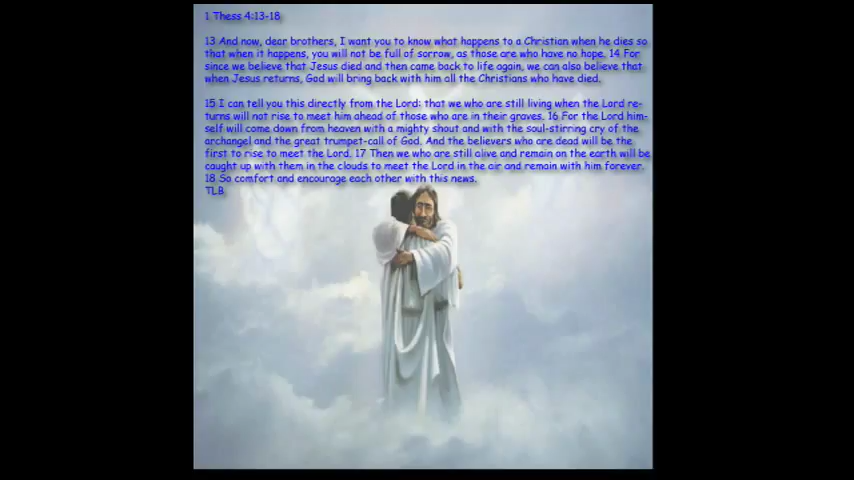 1 Thess 4:13-18
13 And now, dear brothers, I want you to know what happens to a Christian when he dies so
that when it happens, you will not be full of sorrow, as those are who have no hope. 14 For
since we believe that Jesus died and then came back to life again, we can also believe that
when Jesus returns, God will bring back with him all the Christians who have died.
15 I can tell you this directly from the Lord: that we who are still living when the Lord re-
turns will not rise to meet him ahead of those who are in their graves. 16 For the Lord him-
self will come down from heaven with a mighty shout and with the soul-stirring cry of the
archangel and the great trumpet-call of God. And the believers who are dead will be the
first to rise to meet the Lord. 17 Then we who are still alive and remain on the earth will be
caught up with them in the clouds to meet the Lord in the air and remain with him forever.
18 So comfort and encourage each other with this news.
TLB